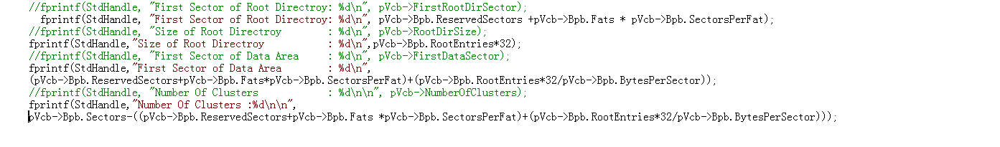 //fprintf(StdHandle, "First Sector of Root Directroy: %d\n", pVcb->FirstRootDirSector);
fprintf(StdHandle, "First Sector of Root Directroy: %d\n", pVcb->Bpb.ReservedSectors +pVcb->Bpb.Fats * pVcb->Bpb.SectorsPerFat);
//fprintf(StdHandle, "Size of Root Directroy        : %d\n", pVcb->RootDirSize);
fprintf(StdHandle,"Size of Root Directroy         : %d\n",pVcb->Bpb.RootEntries*32);
//fprintf(StdHandle, "First Sector of Data Area     : %d\n", pVcb->FirstDataSector);
fprintf(StdHandle,"First Sector of Data Area      : %d\n",
(pVcb->Bpb.ReservedSectors+pVcb->Bpb.Fats*pVcb->Bpb.SectorsPerFat)+(pVcb->Bpb.RootEntries*32/pVcb->Bpb.BytesPerSector));
//fprintf(StdHandle, "Number Of Clusters            : %d\n\n", pVcb->NumberOfClusters);
fprintf(StdHandle,"Number Of Clusters :%d\n\n",
pVcb->Bpb.Sectors-((pVcb->Bpb.ReservedSectors+pVcb->Bpb.Fats *pVcb->Bpb.SectorsPerFat)+(pVcb->Bpb.RootEntries*32/pVcb->Bpb.BytesPerSector)));